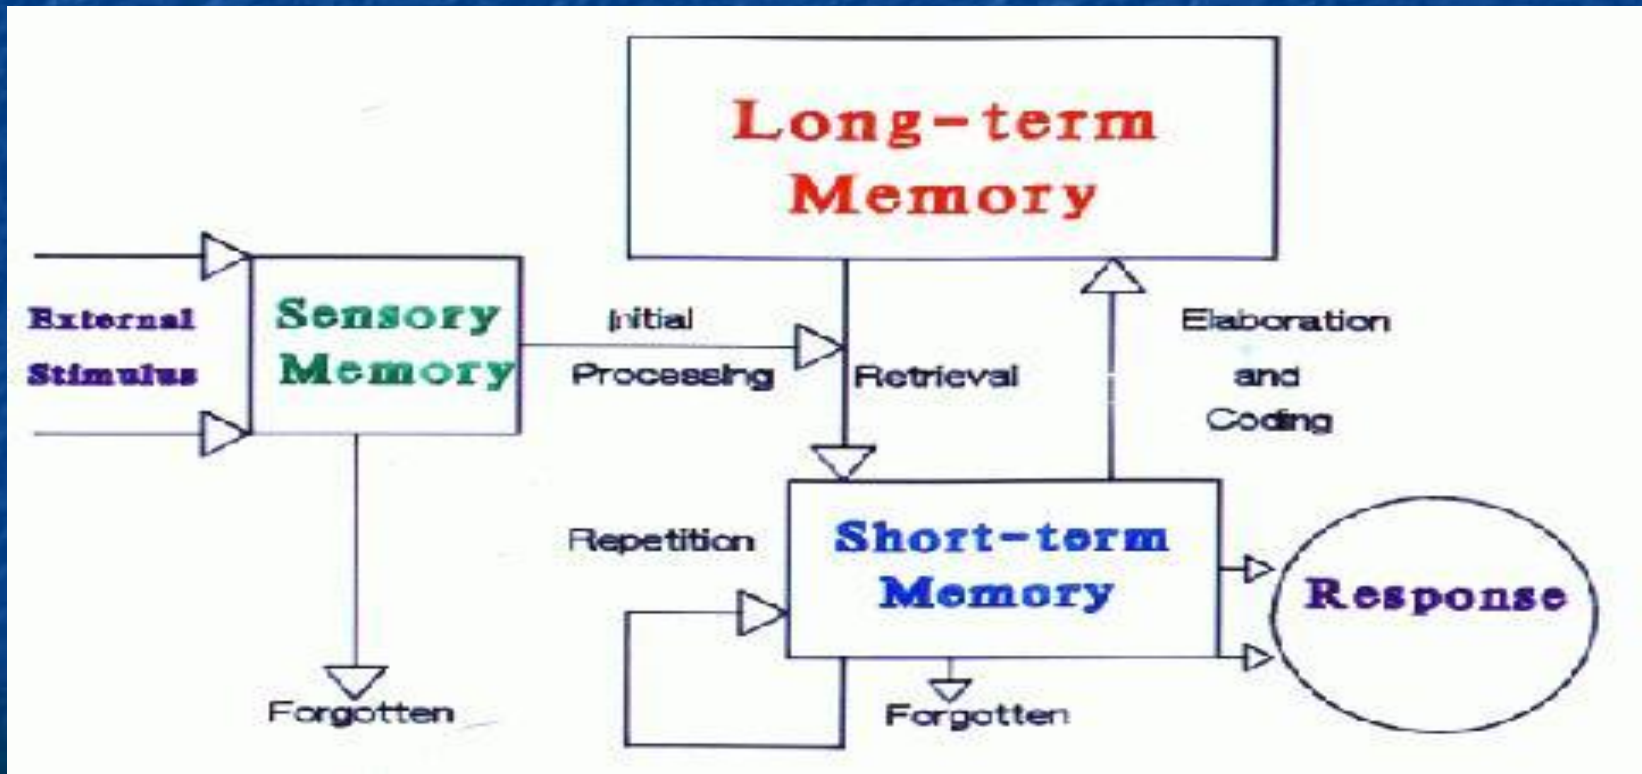 Long-term
Memory
External
Stimulus
Sensory
Memory
Initial
Processing
Retrieval
Elaboration
and
Coding
Repetition
Short-term
Memory
Response
Forgotten
Forgotten